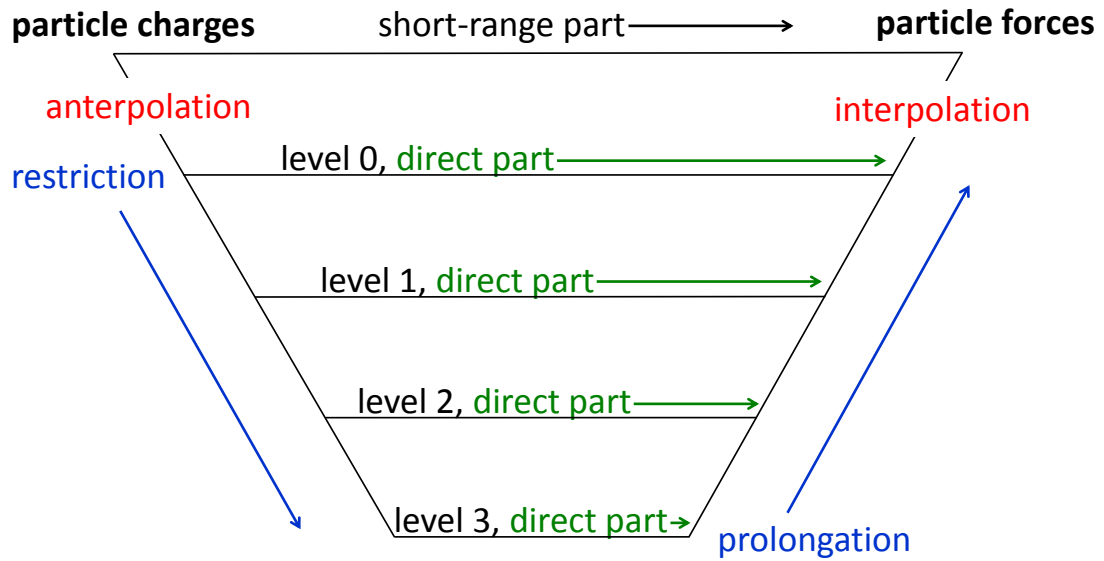 particle charges
short-range part
particle forces
anterpolation
interpolation
level 0, direct part
restriction
level 1, direct part
level 2, direct part
level 3, direct part
prolongation